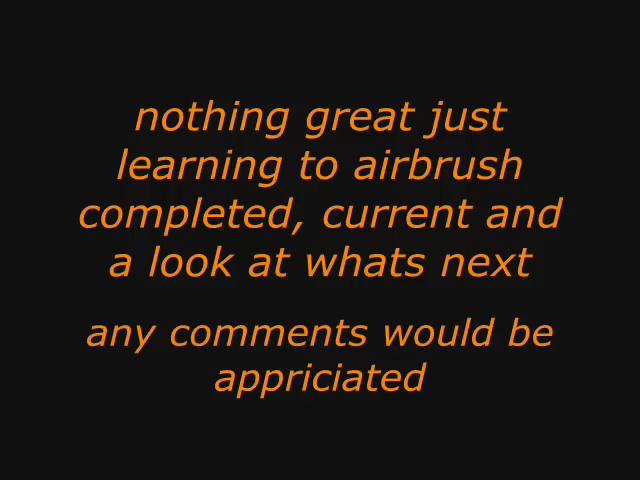 nothing great just
learning to airbrush
completed, current and
a look at whats next
any comments would be
appriciated